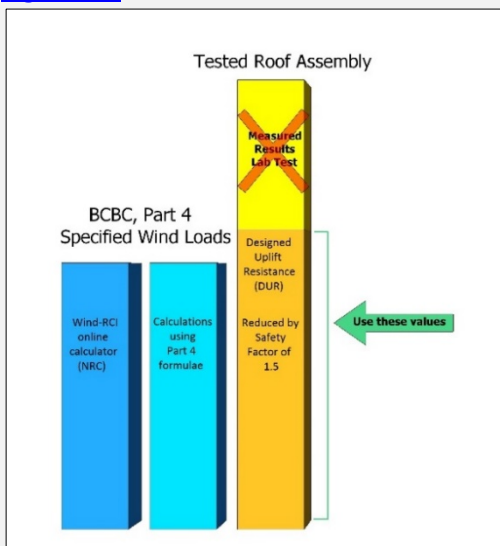 Tested Roof Assembly
Measured
Results
Lab Test
BCBC, Part 4
Specified Wind Loads
Wind-RCI
online
calculator
(NRC)
Calculations
using
Part 4
formulae
Designed
Uplift
Resistance
(DUR)
Reduced by
Safety
Factor of
1.5
Use these values